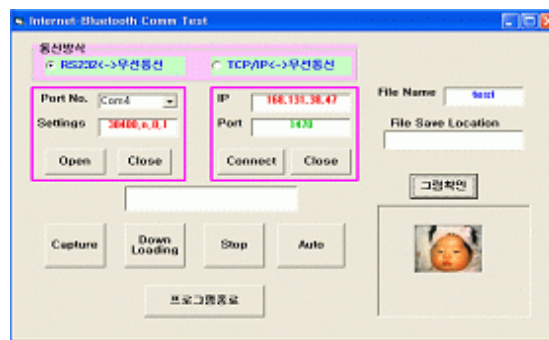 Internet-Bluetooth Comm Test
통신방식
RS232<->무선통신
TCP/IP<->무선통신
Port No. Com4
Settings 38400,n,8,1
Open Close
IP 168.131.38.47
Port 1470
Connect Close
File Name test
File Save Location
그림확인
Capture
Down
Loading
Stop
Auto
프로그램종료